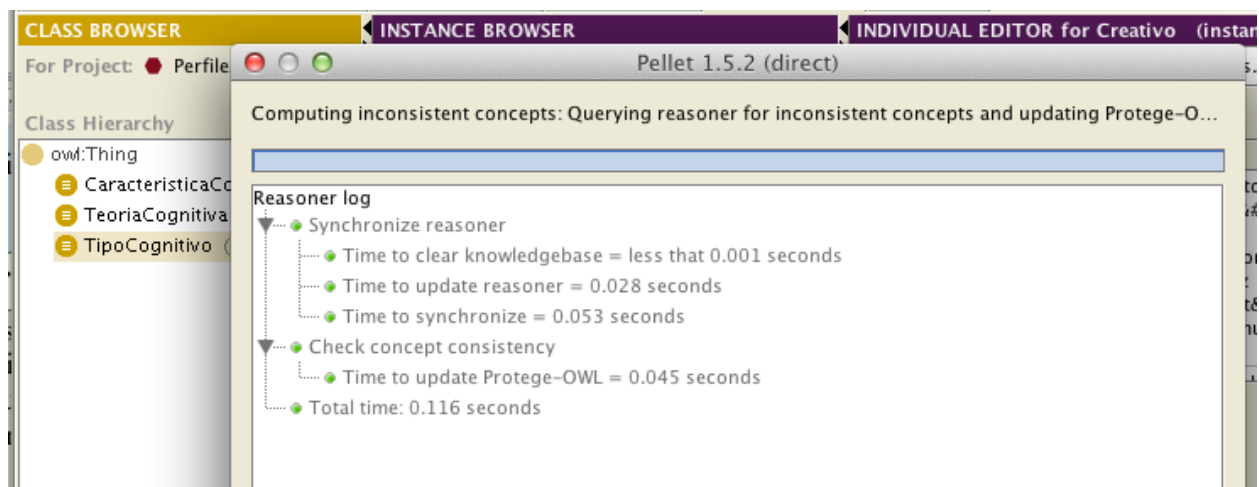 CLASS BROWSER
INSTANCE BROWSER
INDIVIDUAL EDITOR for Creativo (instan
For Project: Perfile
Pellet 1.5.2 (direct)
Computing inconsistent concepts: Querying reasoner for inconsistent concepts and updating Protege-O...
Class Hierarchy
owl:Thing
CaracteristicaCo
TeoriaCognitiva
TipoCognitivo (
Reasoner log
Synchronize reasoner
Time to clear knowledgebase = less that 0.001 seconds
Time to update reasoner = 0.028 seconds
Time to synchronize = 0.053 seconds
Check concept consistency
Time to update Protege-OWL = 0.045 seconds
Total time: 0.116 seconds